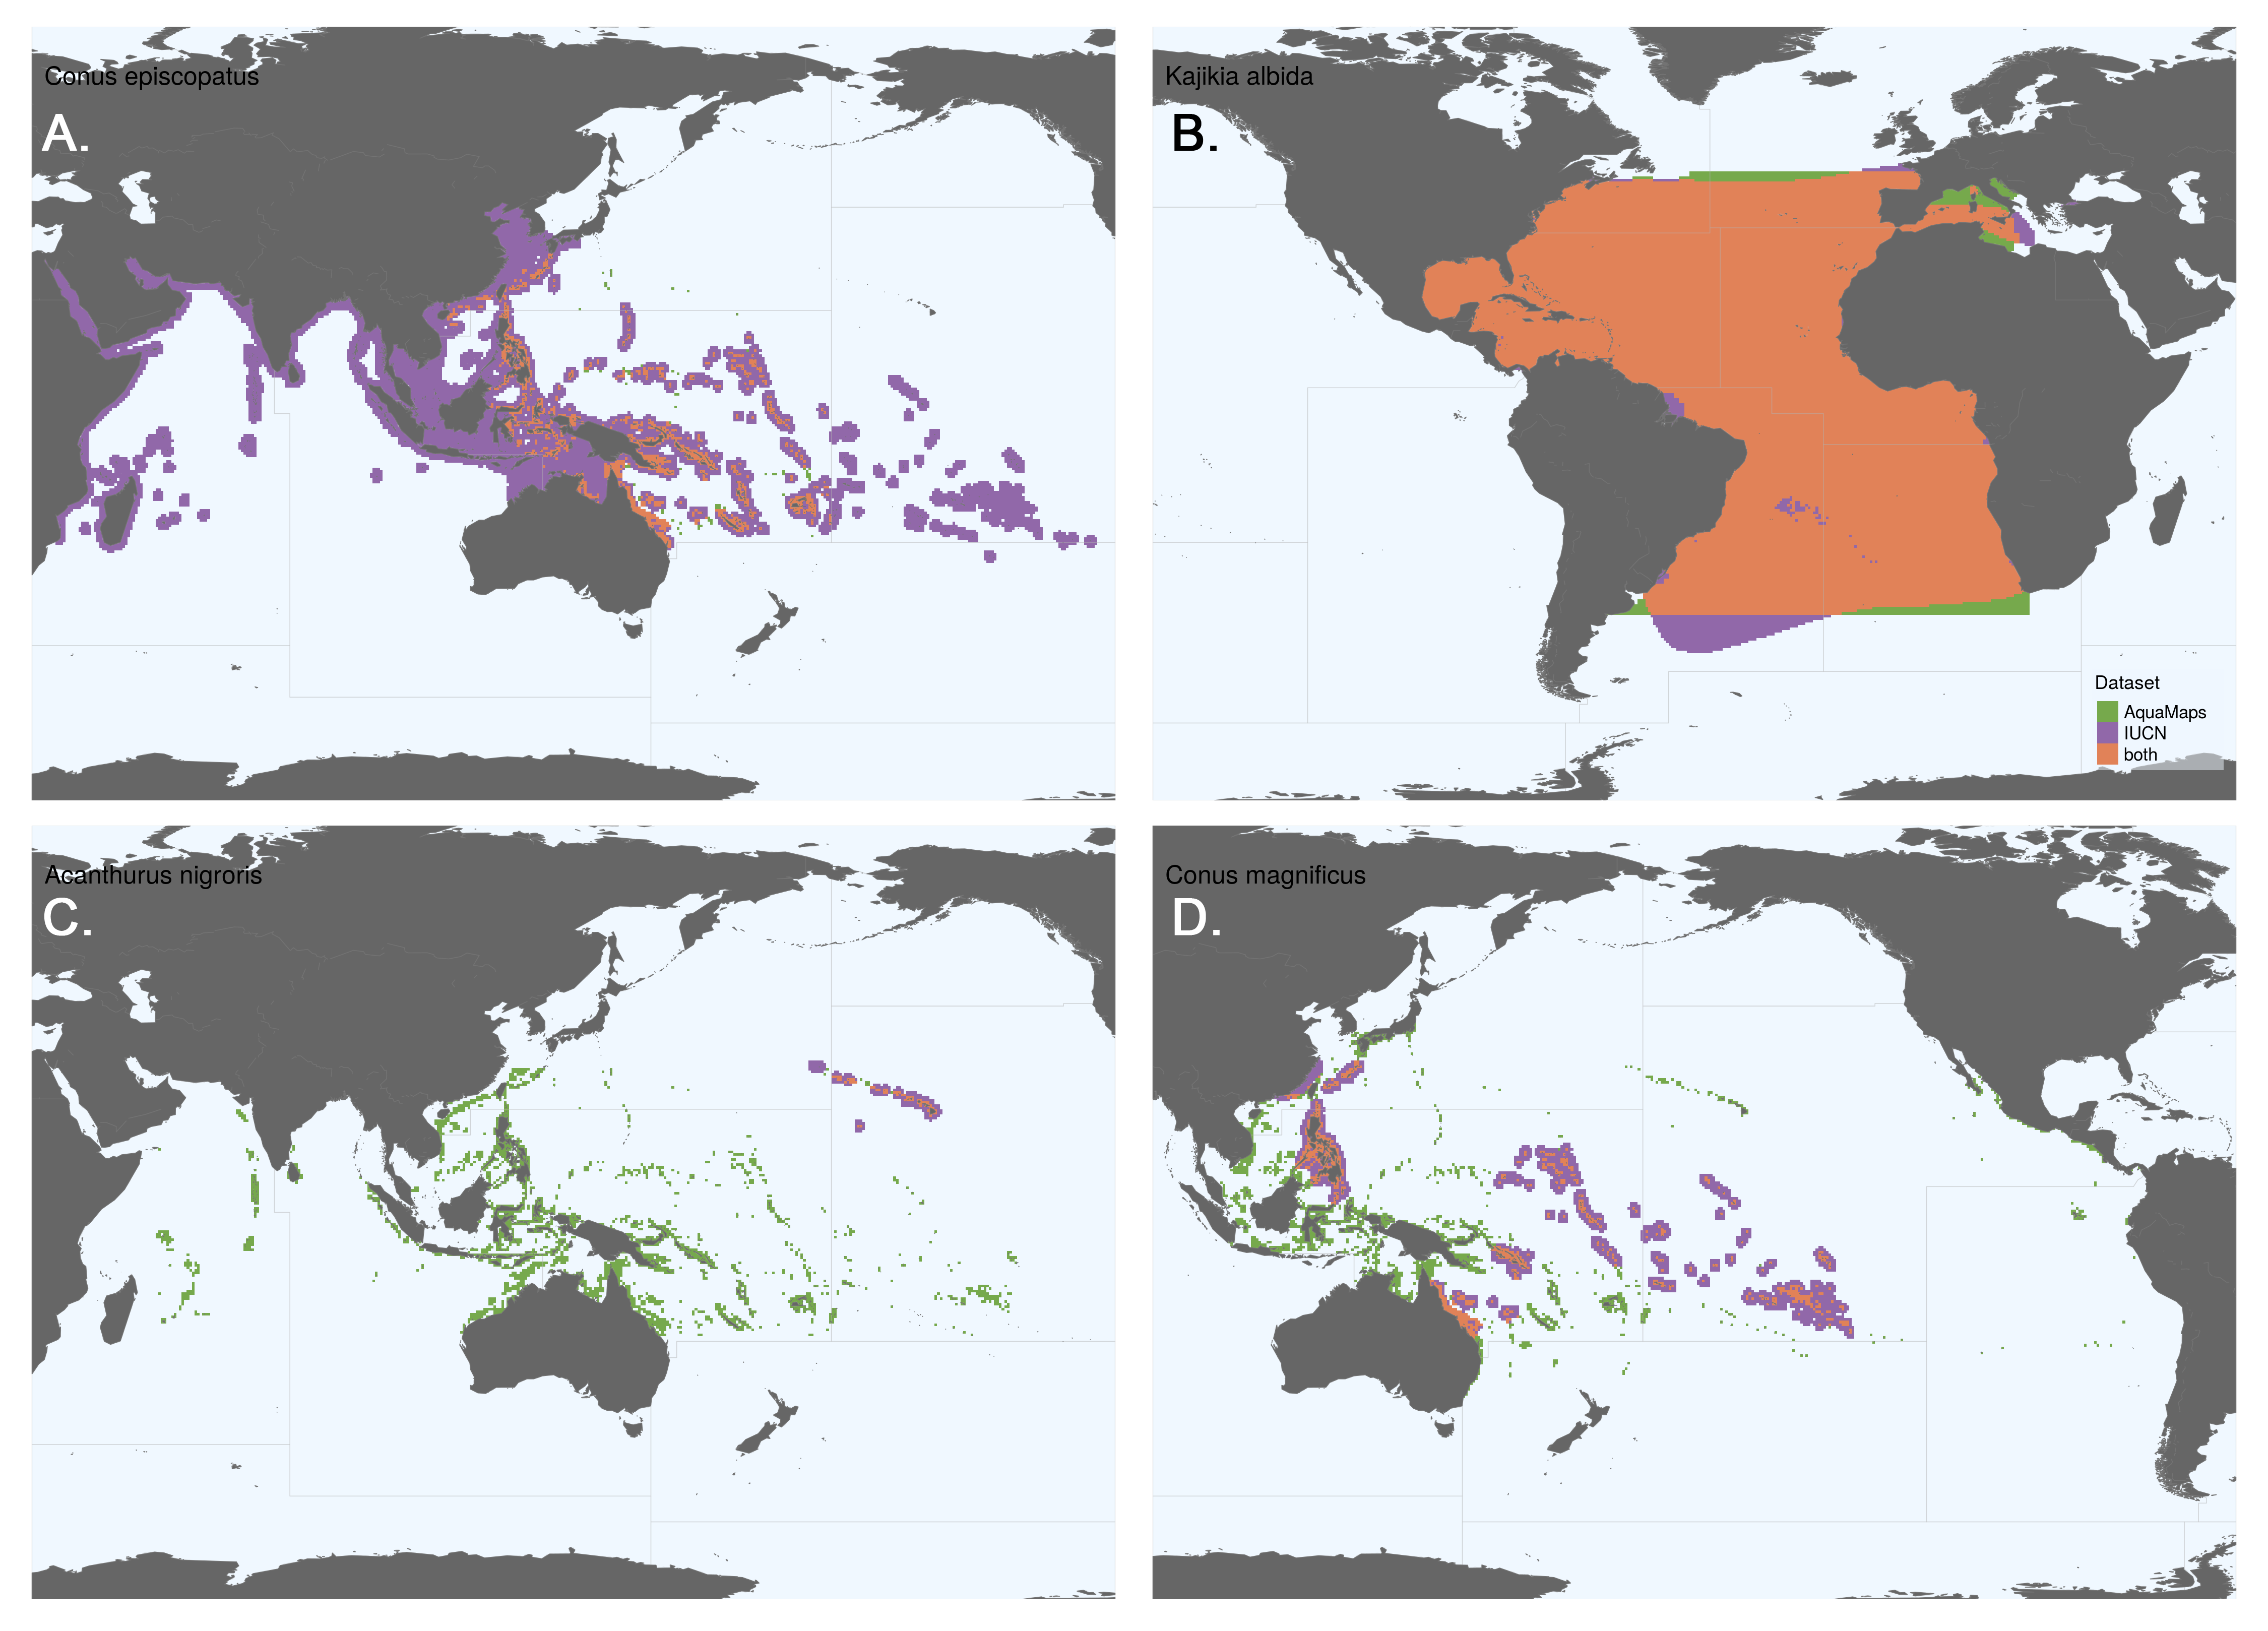 Conus episcopatus
A.
Kajikia albida
B.
Dataset
AquaMaps
IUCN
both
Acanthurus nigroris
C.
Conus magnificus
D.